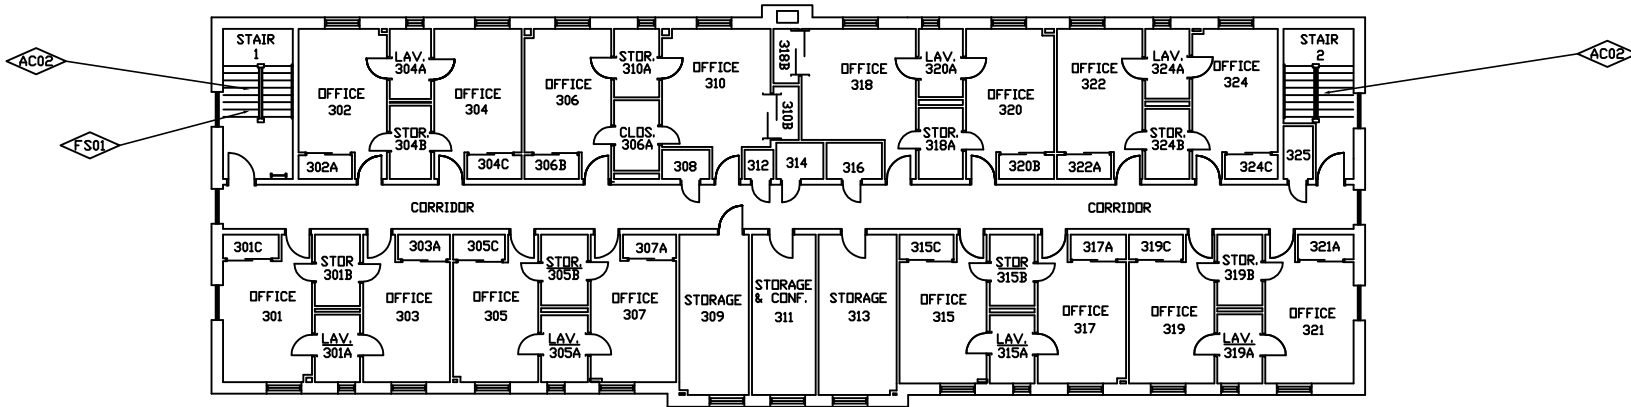 STAIR
1
AC02
FS01
OFFICE
302
302A
LAV.
304A
STOR.
304B
OFFICE
304
304C
OFFICE
306
306B
STOR.
310A
CLOS.
306A
OFFICE
310
308
312
318B
310B
314
316
OFFICE
318
LAV.
320A
STOR.
318A
OFFICE
320
320B
OFFICE
322
322A
LAV.
324A
STOR.
324B
OFFICE
324
324C
325
STAIR
2
AC02
CORRIDOR
CORRIDOR
301C
OFFICE
301
STOR
301B
LAV.
301A
303A
OFFICE
303
305C
OFFICE
305
STOR.
305B
LAV.
305A
307A
OFFICE
307
STORAGE
309
STORAGE
& CONF.
311
STORAGE
313
315C
OFFICE
315
STOR
315B
LAV.
315A
317A
OFFICE
317
319C
OFFICE
319
STOR.
319B
LAV.
319A
321A
OFFICE
321